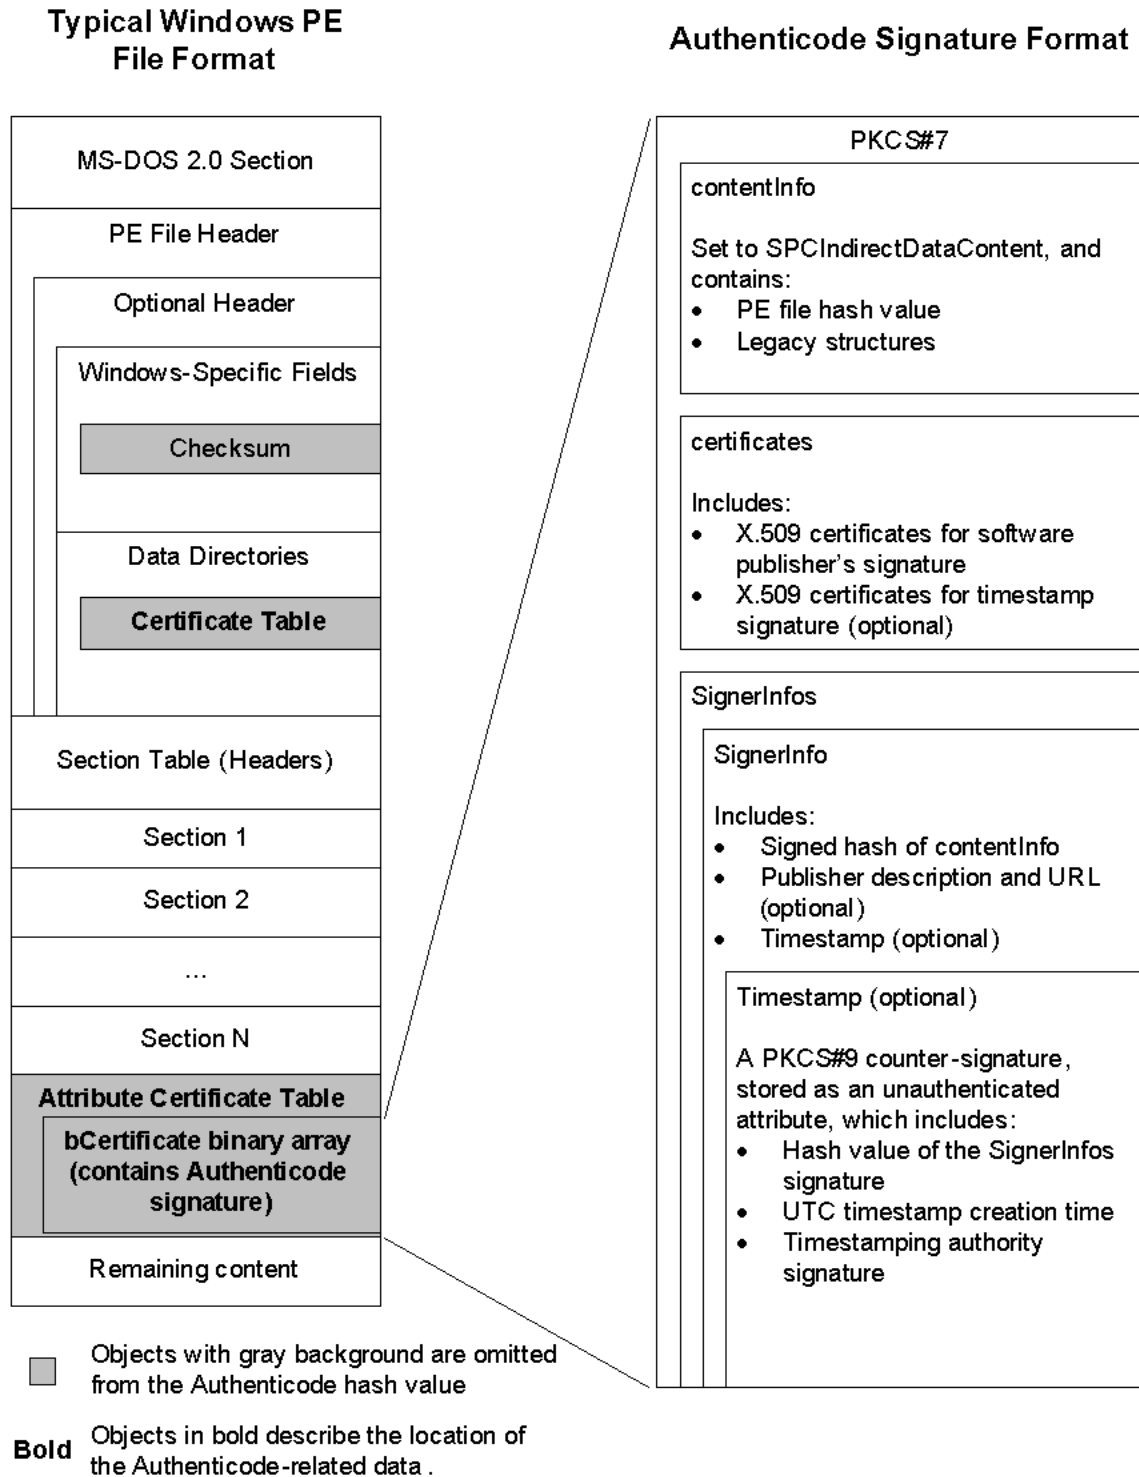 Typical Windows PE
File Format
Authenticode Signature Format
MS-DOS 2.0 Section
PE File Header
Optional Header
Windows-Specific Fields
Checksum
Data Directories
Certificate Table
Section Table (Headers)
Section 1
Section 2
...
Section N
Attribute Certificate Table
bCertificate binary array
(contains Authenticode
signature)
Remaining content
PKCS#7
contentInfo
Set to SPCIndirectDataContent, and
contains:
• PE file hash value
• Legacy structures
certificates
Includes:
• X.509 certificates for software
publisher's signature
• X.509 certificates for timestamp
signature (optional)
SignerInfos
SignerInfo
Includes:
• Signed hash of contentInfo
• Publisher description and URL
(optional)
• Timestamp (optional)
Timestamp (optional)
A PKCS#9 counter-signature,
stored as an unauthenticated
attribute, which includes:
• Hash value of the SignerInfos
signature
• UTC timestamp creation time
• Timestamping authority
signature
Objects with gray background are omitted
from the Authenticode hash value
Bold Objects in bold describe the location of
the Authenticode-related data .